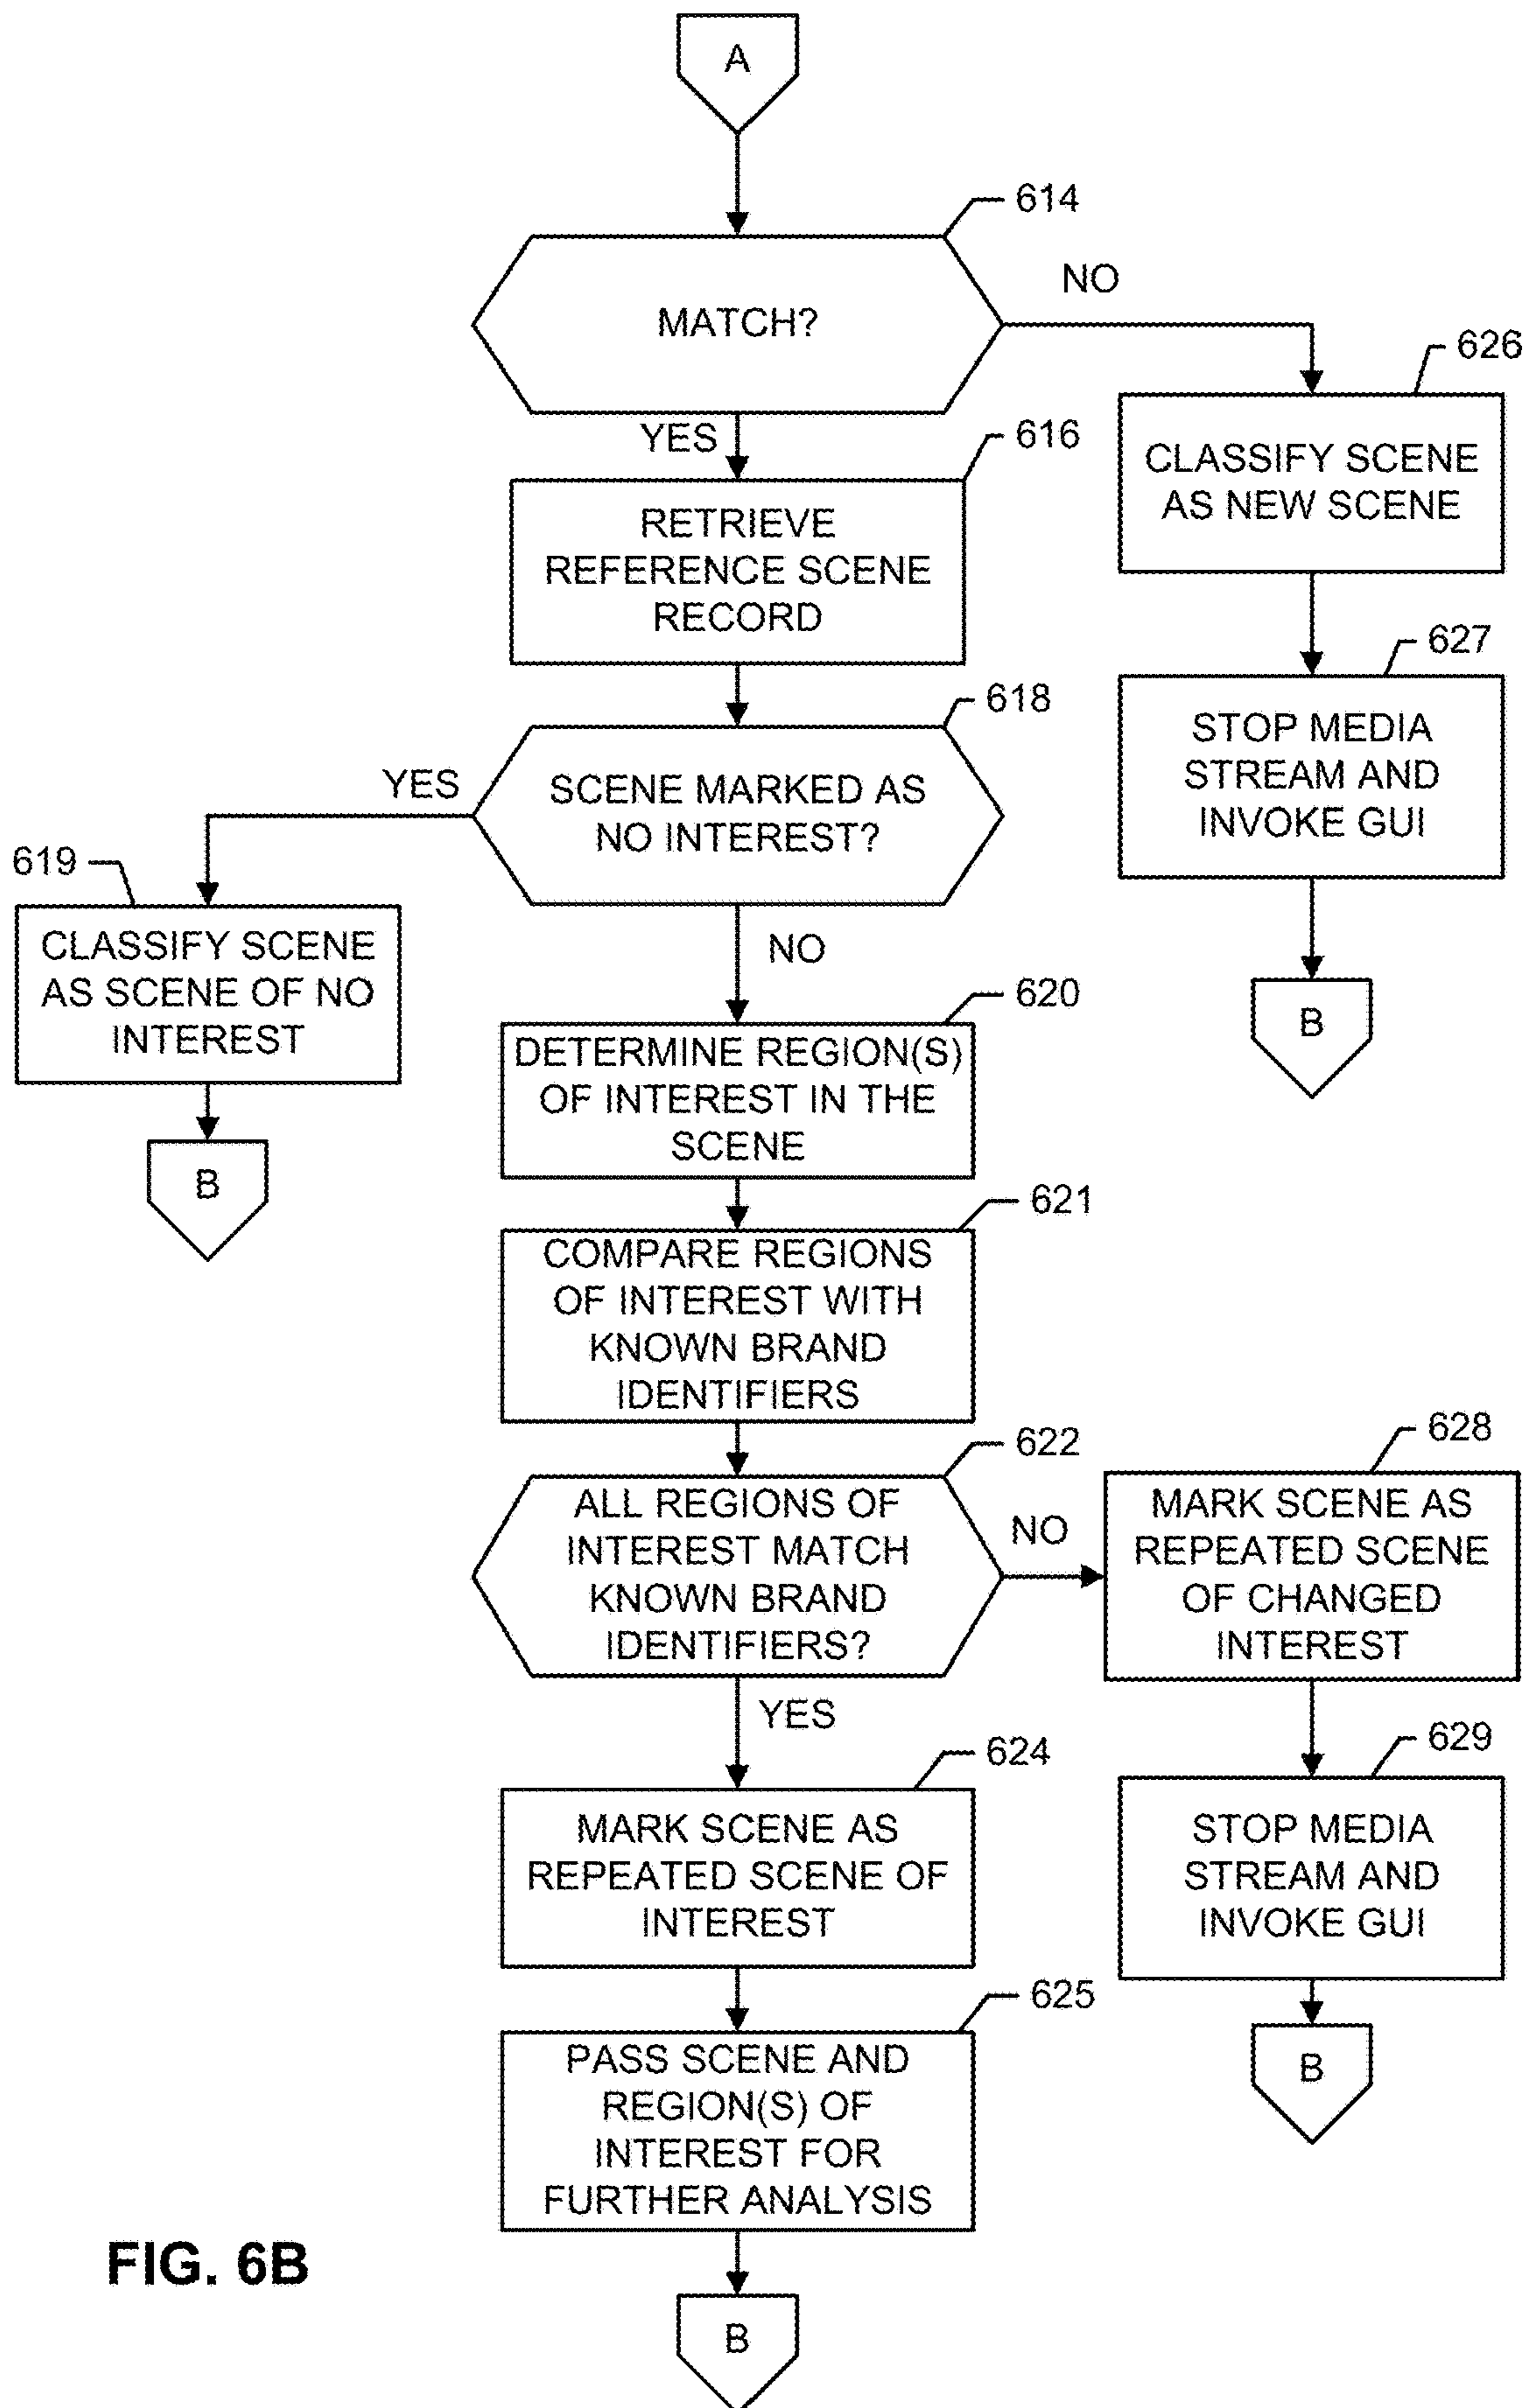 A
614
MATCH?
NO
626
CLASSIFY SCENE
AS NEW SCENE
YES
616
RETRIEVE
REFERENCE SCENE
RECORD
627
STOP MEDIA
STREAM AND
INVOKE GUI
B
618
SCENE MARKED AS
NO INTEREST?
YES
619
CLASSIFY SCENE
AS SCENE OF NO
INTEREST
B
NO
620
DETERMINE REGION(S)
OF INTEREST IN THE
SCENE
621
COMPARE REGIONS
OF INTEREST WITH
KNOWN BRAND
IDENTIFIERS
622
ALL REGIONS OF
INTEREST MATCH
KNOWN BRAND
IDENTIFIERS?
NO
628
MARK SCENE AS
REPEATED SCENE
OF CHANGED
INTEREST
629
STOP MEDIA
STREAM AND
INVOKE GUI
B
YES
624
MARK SCENE AS
REPEATED SCENE OF
INTEREST
625
PASS SCENE AND
REGION(S) OF
INTEREST FOR
FURTHER ANALYSIS
B
FIG. 6B